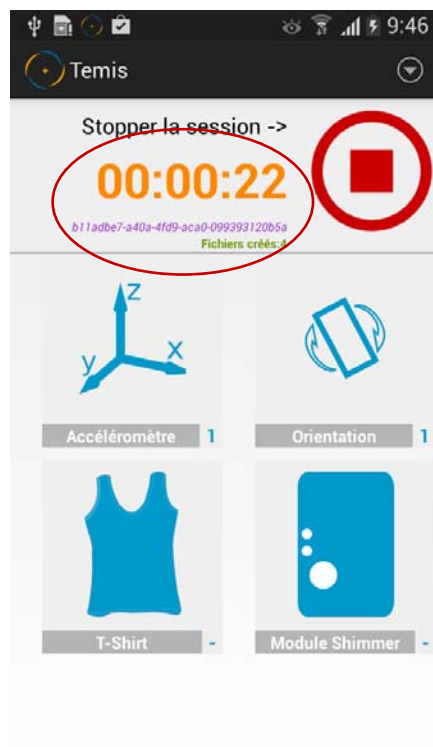 9:46
Temis
Stopper la session ->
00:00:22
b11adbe7-a40a-4fd9-aca0-099393120b5a
Fichiers créés:4
z
y x
Accéléromètre 1
Orientation 1
T-Shirt -
Module Shimmer -